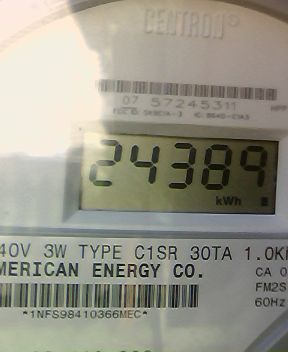 CENTRON®
07 57245311
24389
kWh
40V 3W TYPE C1SR 30TA 1.0K
MERICAN ENERGY CO.
CA 0
FM2S
60Hz
*1NFS98410366MEC*